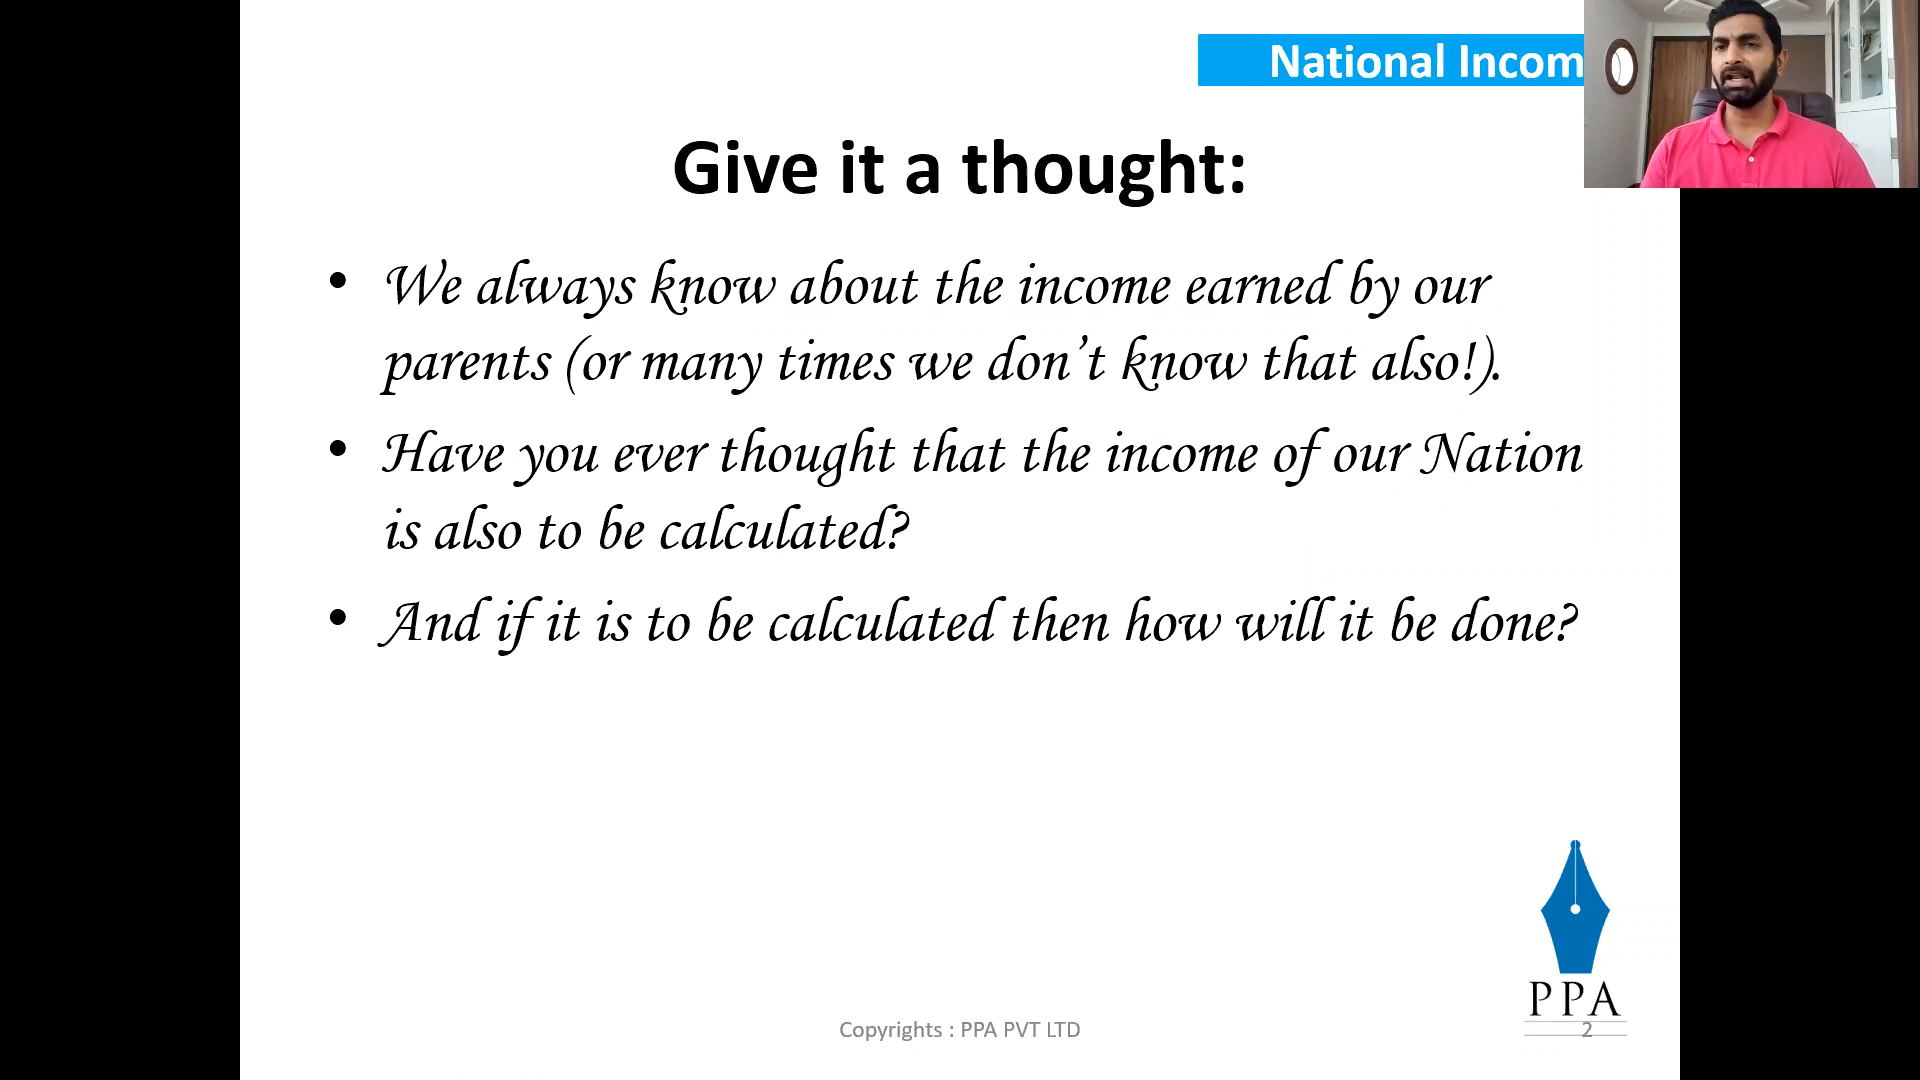 National Incom
Give it a thought:
• We always know about the income earned by our
parents (or many times we don’t know that also!).
• Have you ever thought that the income of our Nation
is also to be calculated?
• And if it is to be calculated then how will it be done?
PPA
Copyrights : PPA PVT LTD
2